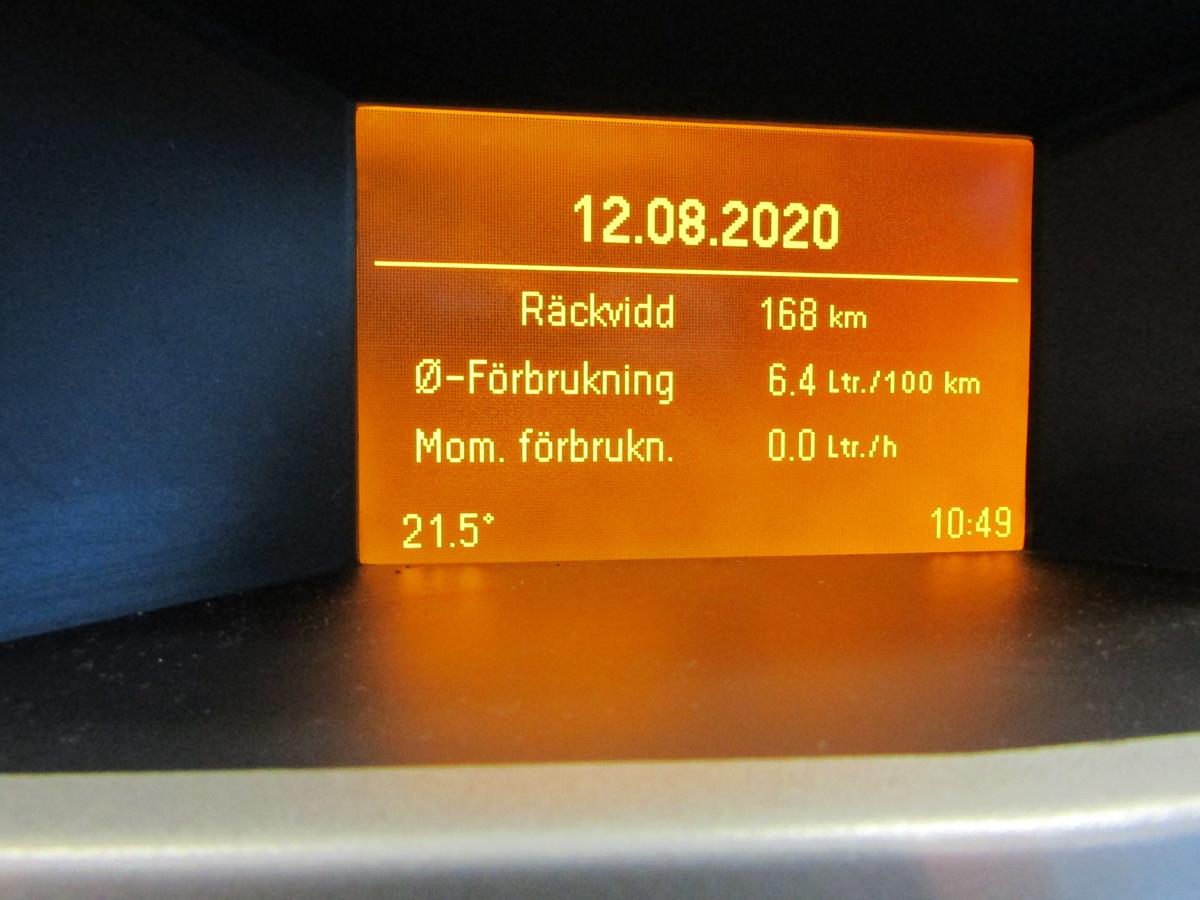 12.08.2020
Räckvidd 168 km
Ø-Förbrukning 6.4 Ltr./100 km
Mom. förbrukn. 0.0 Ltr./h
21.5° 10:49